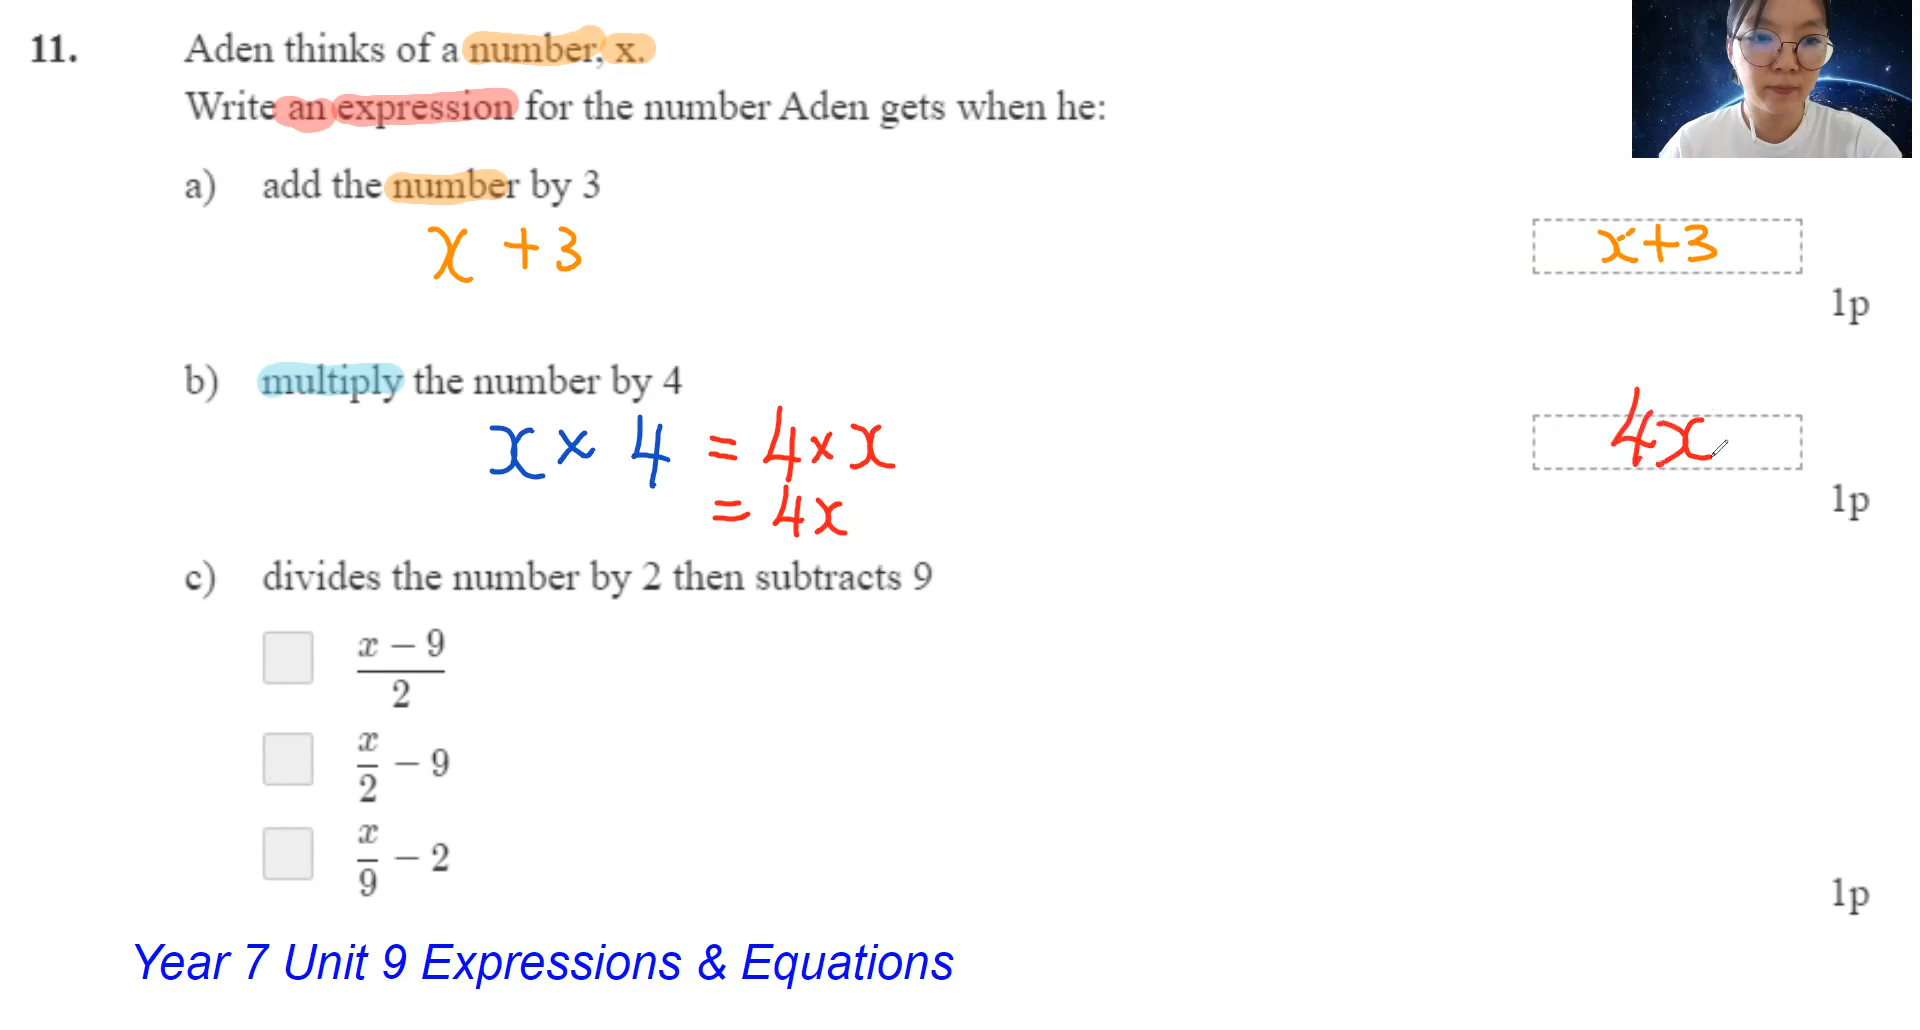 11. Aden thinks of a number, x.
Write an expression for the number Aden gets when he:
a) add the number by 3
x + 3
x+3
1p
b) multiply the number by 4
x × 4 = 4 × x
= 4x
4x
1p
c) divides the number by 2 then subtracts 9
x − 9
2
x
2
− 9
x
9
− 2
1p
Year 7 Unit 9 Expressions & Equations